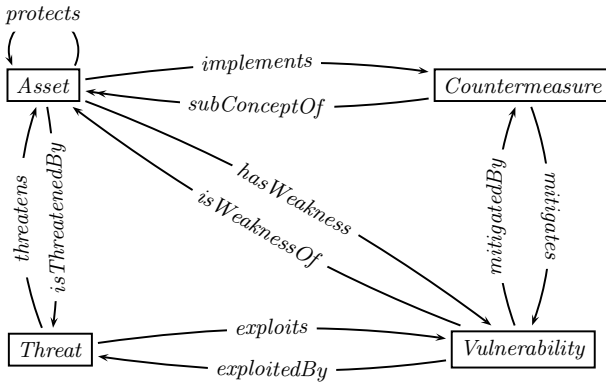 protects
Asset
implements
Countermeasure
subConceptOf
hasWeakness
isWeaknessOf
threatens
isThreatenedBy
mitigatedBy
mitigates
Threat
exploits
exploitedBy
Vulnerability